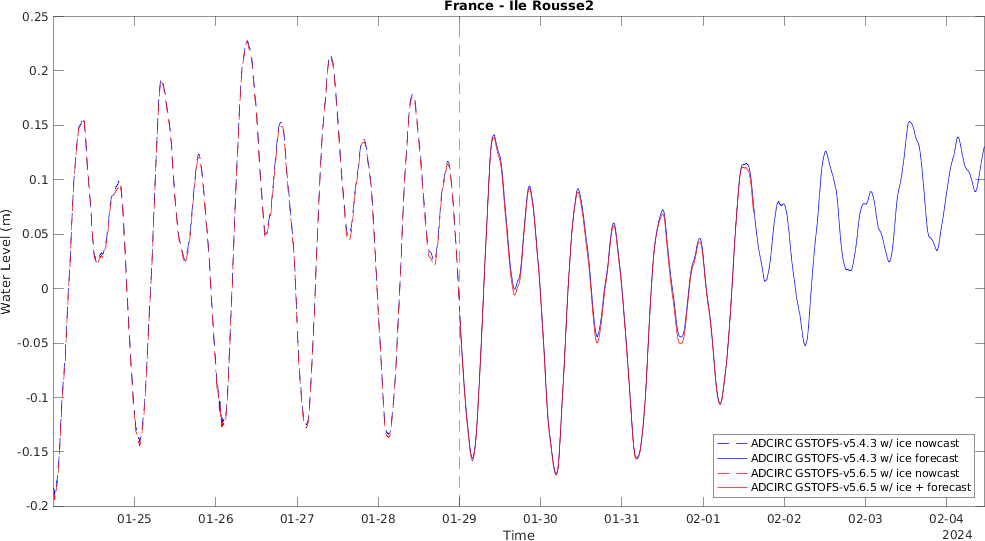 France - Ile Rousse2
Water Level (m)
0.25
0.2
0.15
0.1
0.05
0
-0.05
-0.1
-0.15
-0.2
ADCIRC GSTOFS-v5.4.3 w/ ice nowcast
ADCIRC GSTOFS-v5.4.3 w/ ice forecast
ADCIRC GSTOFS-v5.6.5 w/ ice nowcast
ADCIRC GSTOFS-v5.6.5 w/ ice + forecast
01-25 01-26 01-27 01-28 01-29 01-30 01-31 02-01 02-02 02-03 02-04
Time
2024